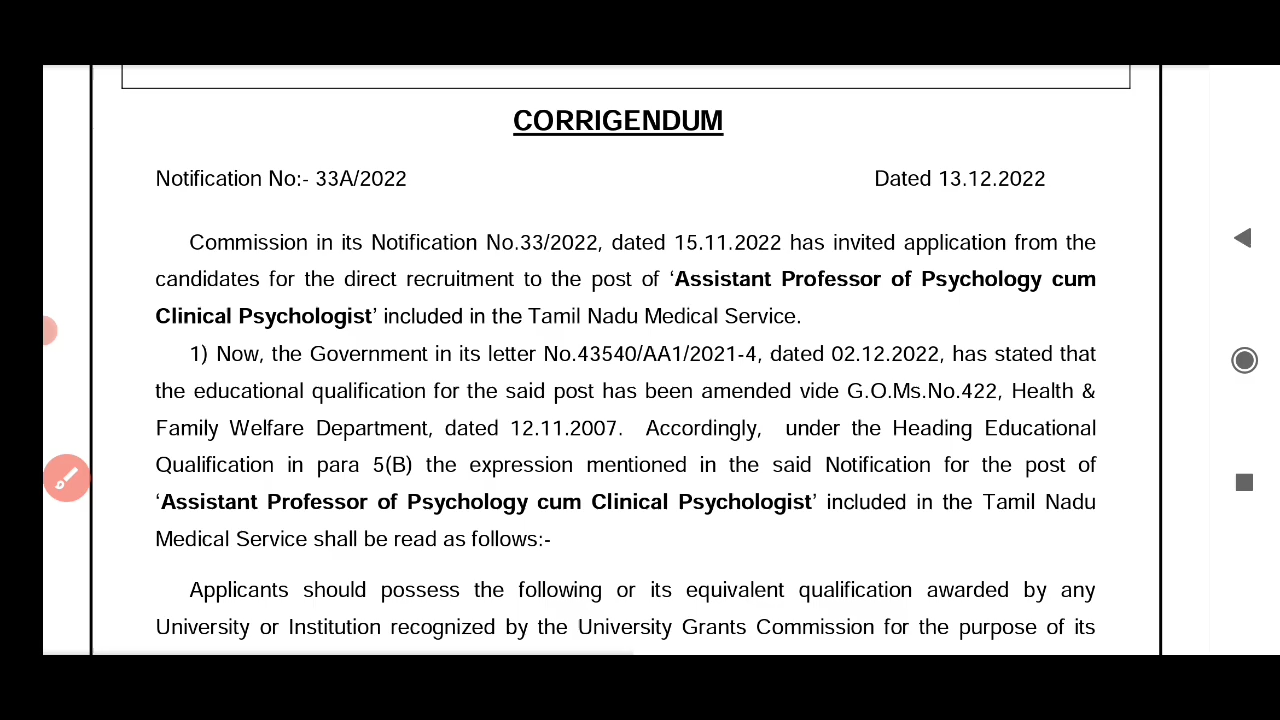 CORRIGENDUM
Notification No:- 33A/2022 Dated 13.12.2022
Commission in its Notification No.33/2022, dated 15.11.2022 has invited application from the
candidates for the direct recruitment to the post of ‘Assistant Professor of Psychology cum
Clinical Psychologist’ included in the Tamil Nadu Medical Service.
1) Now, the Government in its letter No.43540/AA1/2021-4, dated 02.12.2022, has stated that
the educational qualification for the said post has been amended vide G.O.Ms.No.422, Health &
Family Welfare Department, dated 12.11.2007. Accordingly, under the Heading Educational
Qualification in para 5(B) the expression mentioned in the said Notification for the post of
‘Assistant Professor of Psychology cum Clinical Psychologist’ included in the Tamil Nadu
Medical Service shall be read as follows:-
Applicants should possess the following or its equivalent qualification awarded by any
University or Institution recognized by the University Grants Commission for the purpose of its